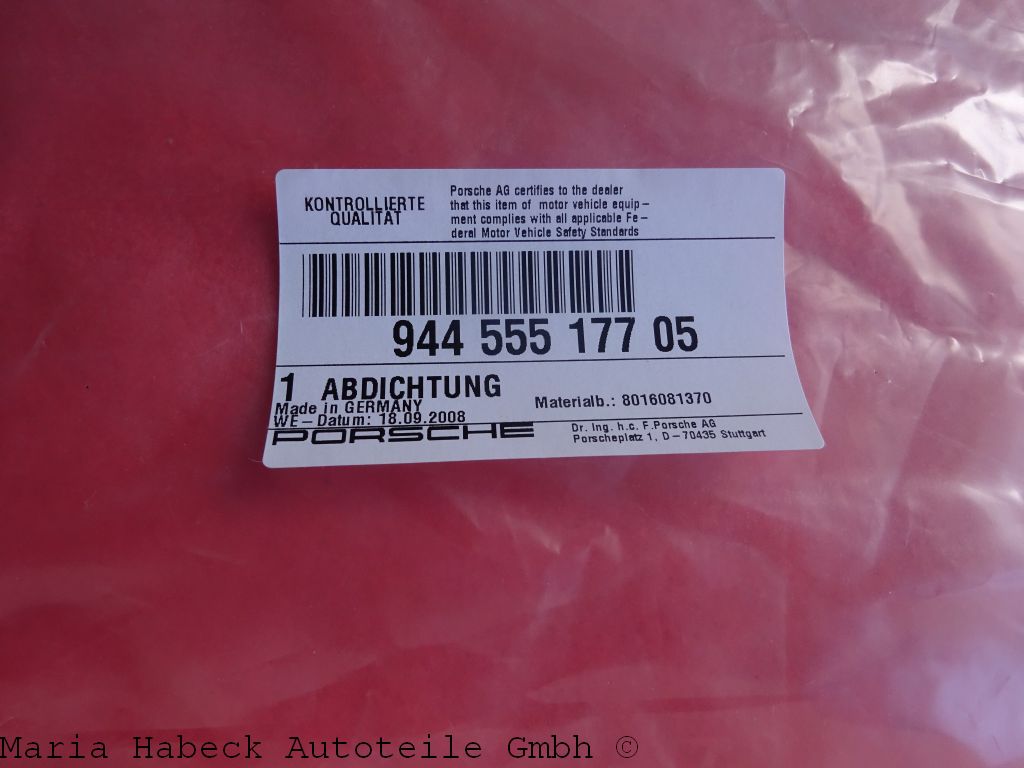 KONTROLLIERTE
QUALITÄT
Porsche AG certifies to the dealer
that this item of motor vehicle equip-
ment complies with all applicable Fe-
deral Motor Vehicle Safety Standards
944 555 177 05
1 ABDICHTUNG
Made in GERMANY
Materialb.: 8016081370
WE-Datum: 18.09.2008
PORSCHE
Dr. Ing. h.c. F.Porsche AG
Porscheplatz 1, D-70435 Stuttgart
Maria Habeck Autoteile Gmbh ©